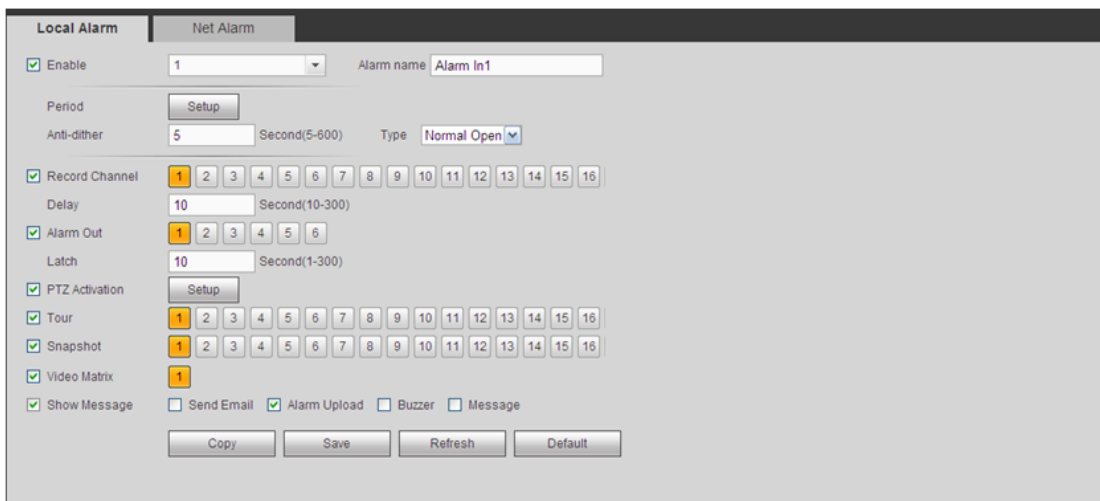 Local Alarm Net Alarm
Enable 1 Alarm name Alarm In1
Period Setup
Anti-dither 5 Second(5-600) Type Normal Open
Record Channel 1 2 3 4 5 6 7 8 9 10 11 12 13 14 15 16
Delay 10 Second(10-300)
Alarm Out 1 2 3 4 5 6
Latch 10 Second(1-300)
PTZ Activation Setup
Tour 1 2 3 4 5 6 7 8 9 10 11 12 13 14 15 16
Snapshot 1 2 3 4 5 6 7 8 9 10 11 12 13 14 15 16
Video Matrix 1
Show Message Send Email Alarm Upload Buzzer Message
Copy Save Refresh Default